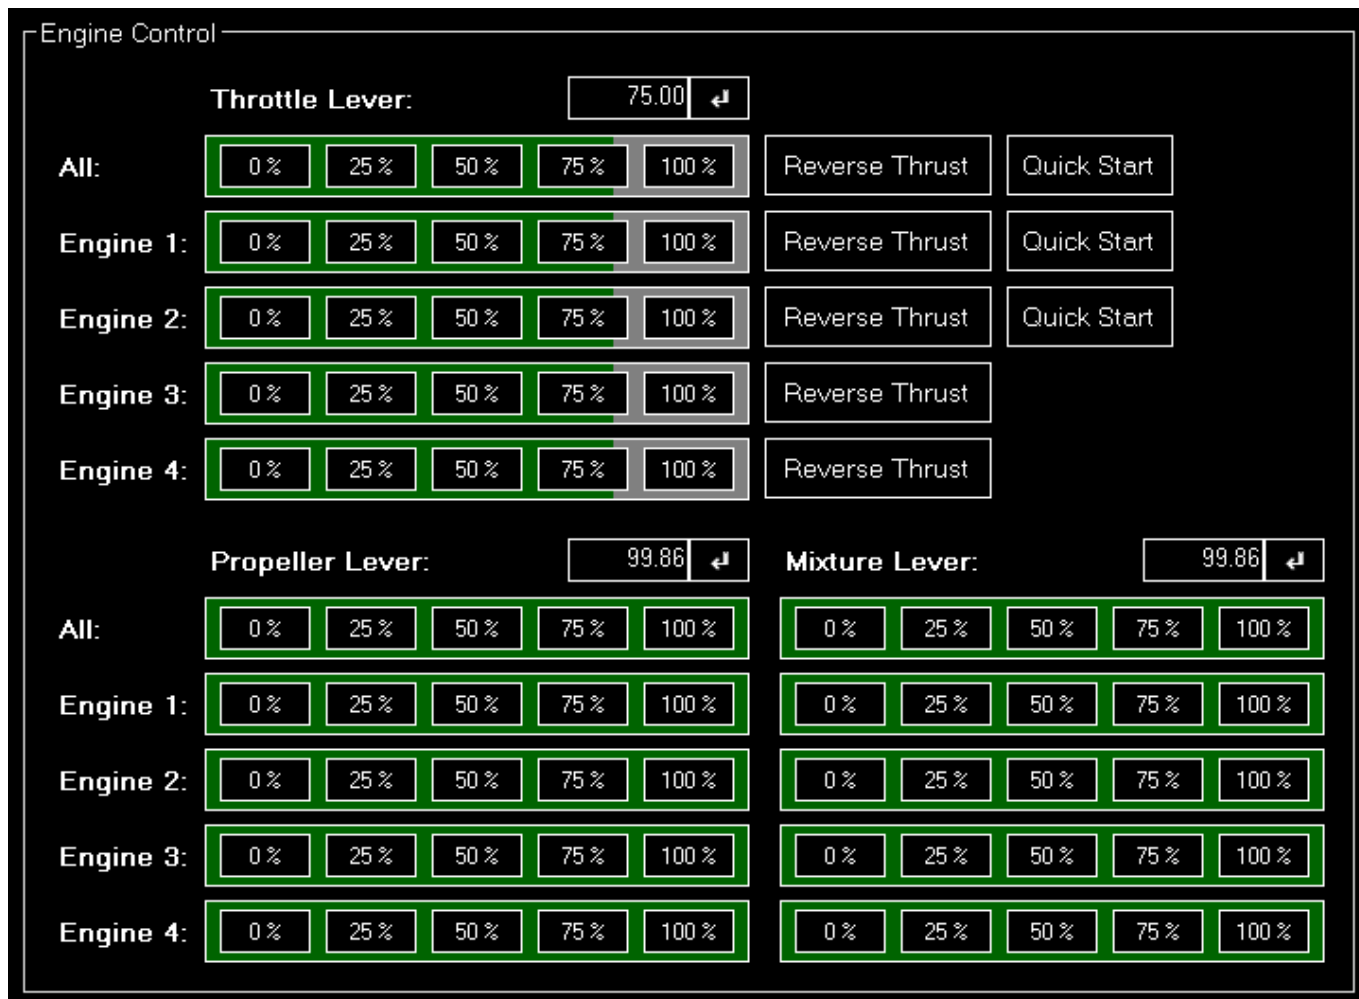 Engine Control
Throttle Lever: 75.00 ↵
All: 0 % 25 % 50 % 75 % 100 % Reverse Thrust Quick Start
Engine 1: 0 % 25 % 50 % 75 % 100 % Reverse Thrust Quick Start
Engine 2: 0 % 25 % 50 % 75 % 100 % Reverse Thrust Quick Start
Engine 3: 0 % 25 % 50 % 75 % 100 % Reverse Thrust
Engine 4: 0 % 25 % 50 % 75 % 100 % Reverse Thrust
Propeller Lever: 99.86 ↵ Mixture Lever: 99.86 ↵
All: 0 % 25 % 50 % 75 % 100 % 0 % 25 % 50 % 75 % 100 %
Engine 1: 0 % 25 % 50 % 75 % 100 % 0 % 25 % 50 % 75 % 100 %
Engine 2: 0 % 25 % 50 % 75 % 100 % 0 % 25 % 50 % 75 % 100 %
Engine 3: 0 % 25 % 50 % 75 % 100 % 0 % 25 % 50 % 75 % 100 %
Engine 4: 0 % 25 % 50 % 75 % 100 % 0 % 25 % 50 % 75 % 100 %